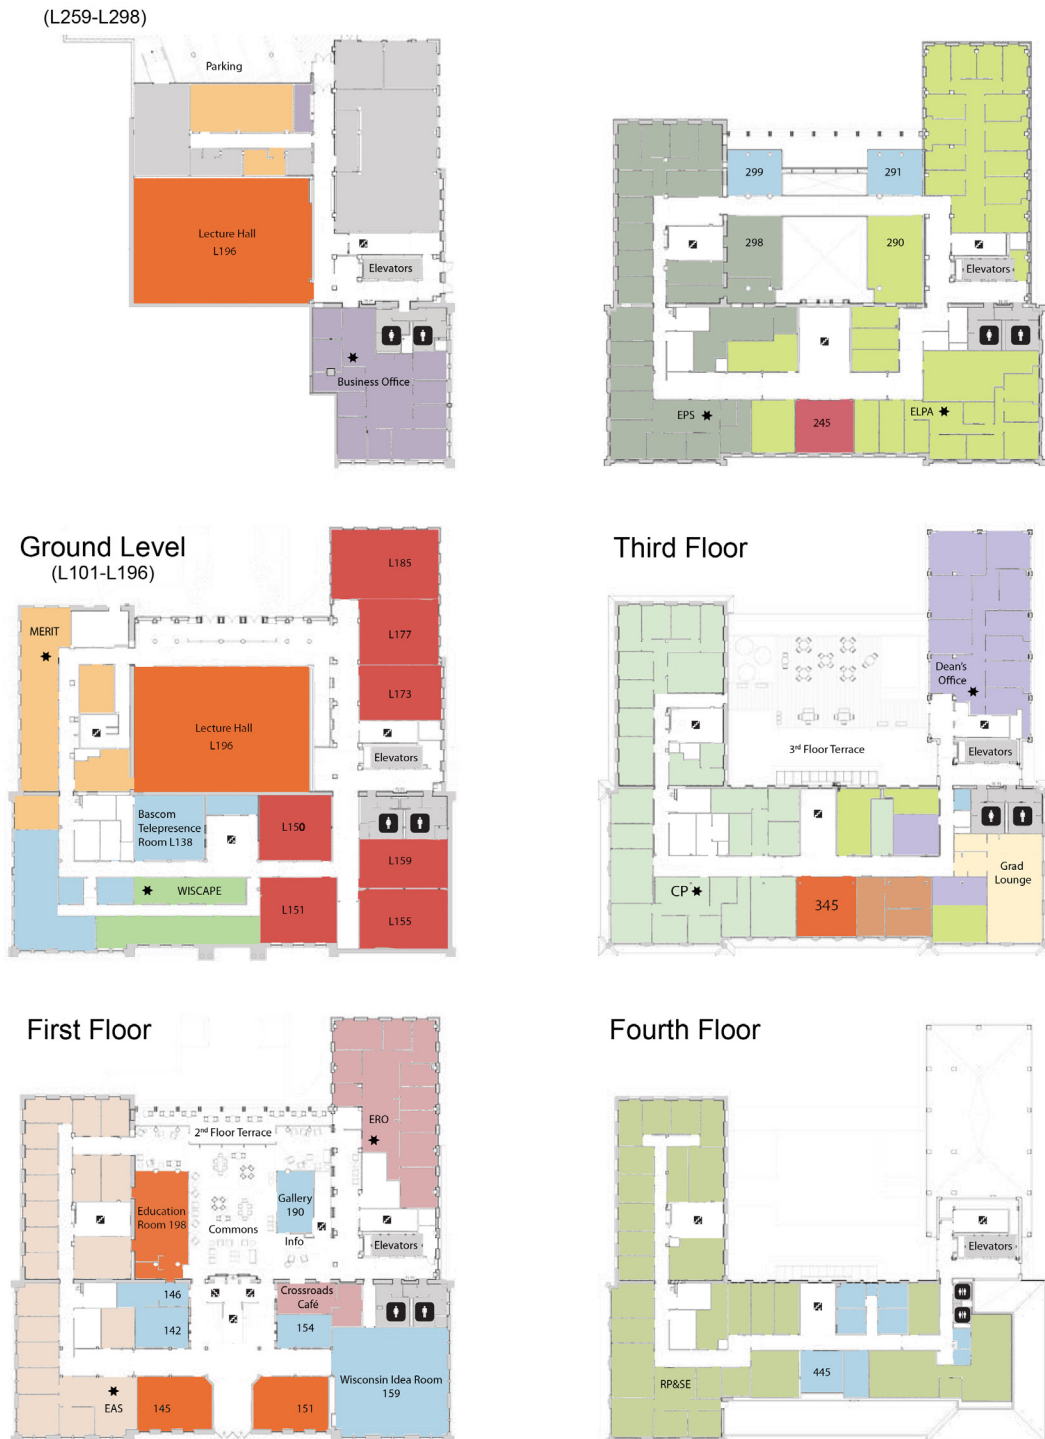 (L259-L298)
Parking
Lecture Hall
L196
Elevators
Business Office
299
291
298
290
Elevators
EPS
245
ELPA
Ground Level
(L101-L196)
MERIT
L185
L177
L173
Lecture Hall
L196
Elevators
Bascom
Telepresence
Room L138
L150
L159
WISCAPE
L151
L155
Third Floor
Dean's
Office
3rd Floor Terrace
Elevators
Grad
Lounge
CP
345
First Floor
2nd Floor Terrace
ERO
Education
Room 198
Gallery
190
Commons
Info
Elevators
Crossroads
Café
146
142
154
Wisconsin Idea Room
159
EAS
145
151
Fourth Floor
Elevators
RP&SE
445